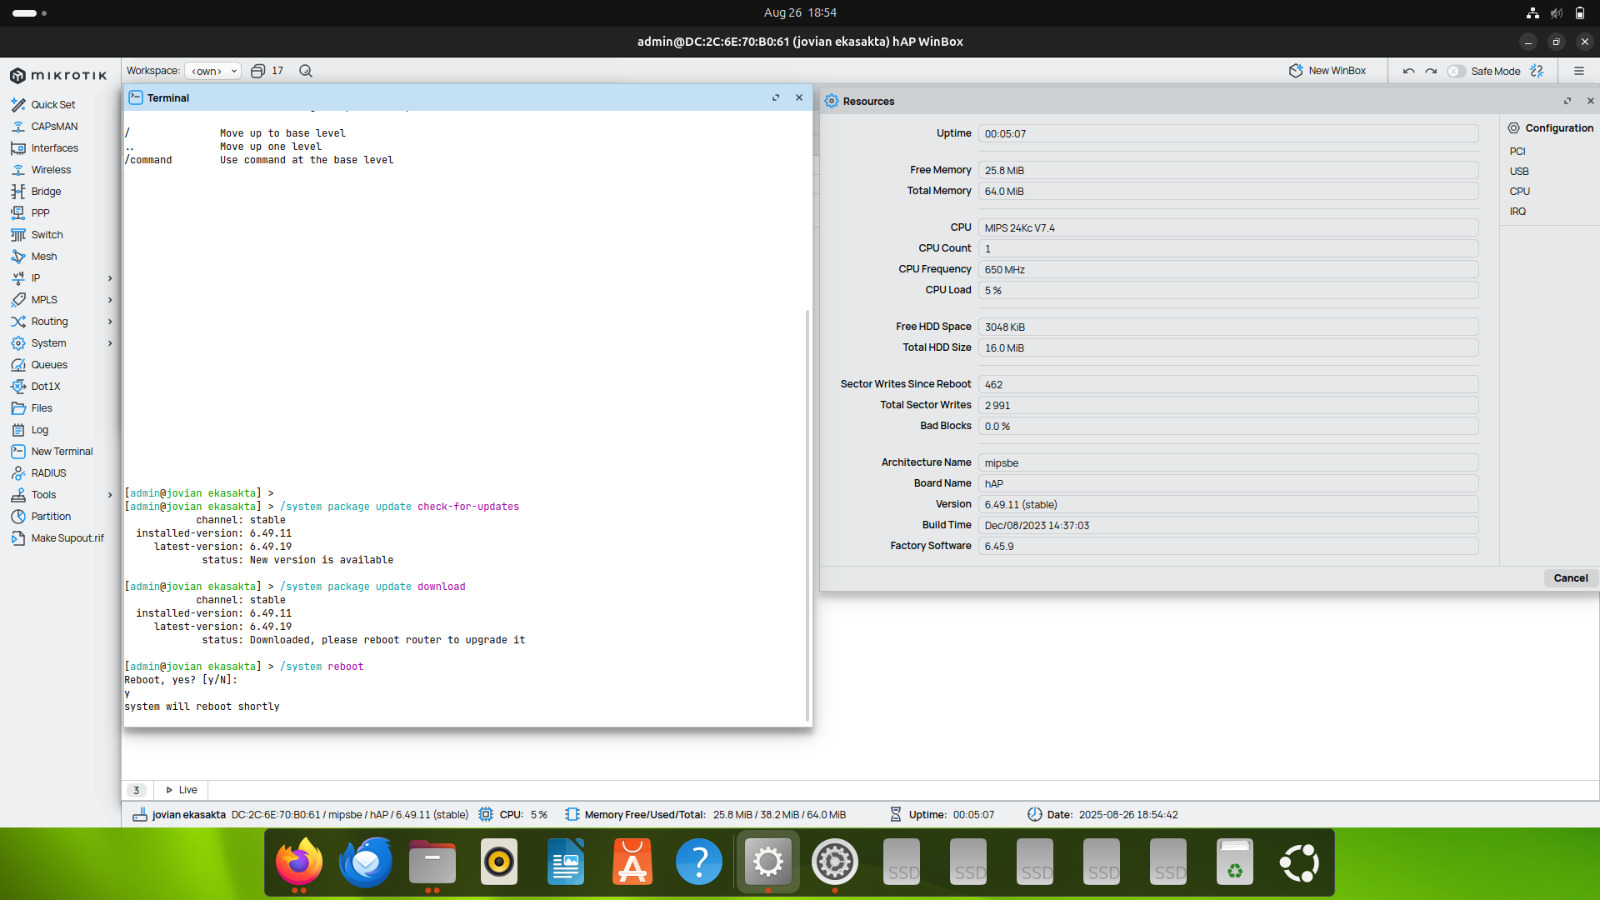 Aug 26 18:54
admin@DC:2C:6E:70:B0:61 (jovian ekasakta) hAP WinBox
MIKROTIK
Workspace: <own> 17
New WinBox
Safe Mode
Quick Set
CAPsMAN
Interfaces
Wireless
Bridge
PPP
Switch
Mesh
IP
MPLS
Routing
System
Queues
Dot1X
Files
Log
New Terminal
RADIUS
Tools
Partition
Make Supout.rif
Terminal
/ Move up to base level
.. Move up one level
/command Use command at the base level
[admin@jovian ekasakta] >
[admin@jovian ekasakta] > /system package update check-for-updates
channel: stable
installed-version: 6.49.11
latest-version: 6.49.19
status: New version is available
[admin@jovian ekasakta] > /system package update download
channel: stable
installed-version: 6.49.11
latest-version: 6.49.19
status: Downloaded, please reboot router to upgrade it
[admin@jovian ekasakta] > /system reboot
Reboot, yes? [y/N]:
y
system will reboot shortly
Resources
Uptime 00:05:07
Free Memory 25.8 MiB
Total Memory 64.0 MiB
CPU MIPS 24Kc V7.4
CPU Count 1
CPU Frequency 650 MHz
CPU Load 5 %
Free HDD Space 3048 KiB
Total HDD Size 16.0 MiB
Sector Writes Since Reboot 462
Total Sector Writes 2 991
Bad Blocks 0.0 %
Architecture Name mipsbe
Board Name hAP
Version 6.49.11 (stable)
Build Time Dec/08/2023 14:37:03
Factory Software 6.45.9
Configuration
PCI
USB
CPU
IRQ
Cancel
3 Live
jovian ekasakta DC:2C:6E:70:B0:61 / mipsbe / hAP / 6.49.11 (stable) CPU: 5 % Memory Free/Used/Total: 25.8 MiB / 38.2 MiB / 64.0 MiB Uptime: 00:05:07 Date: 2025-08-26 18:54:42
SSD SSD SSD SSD SSD